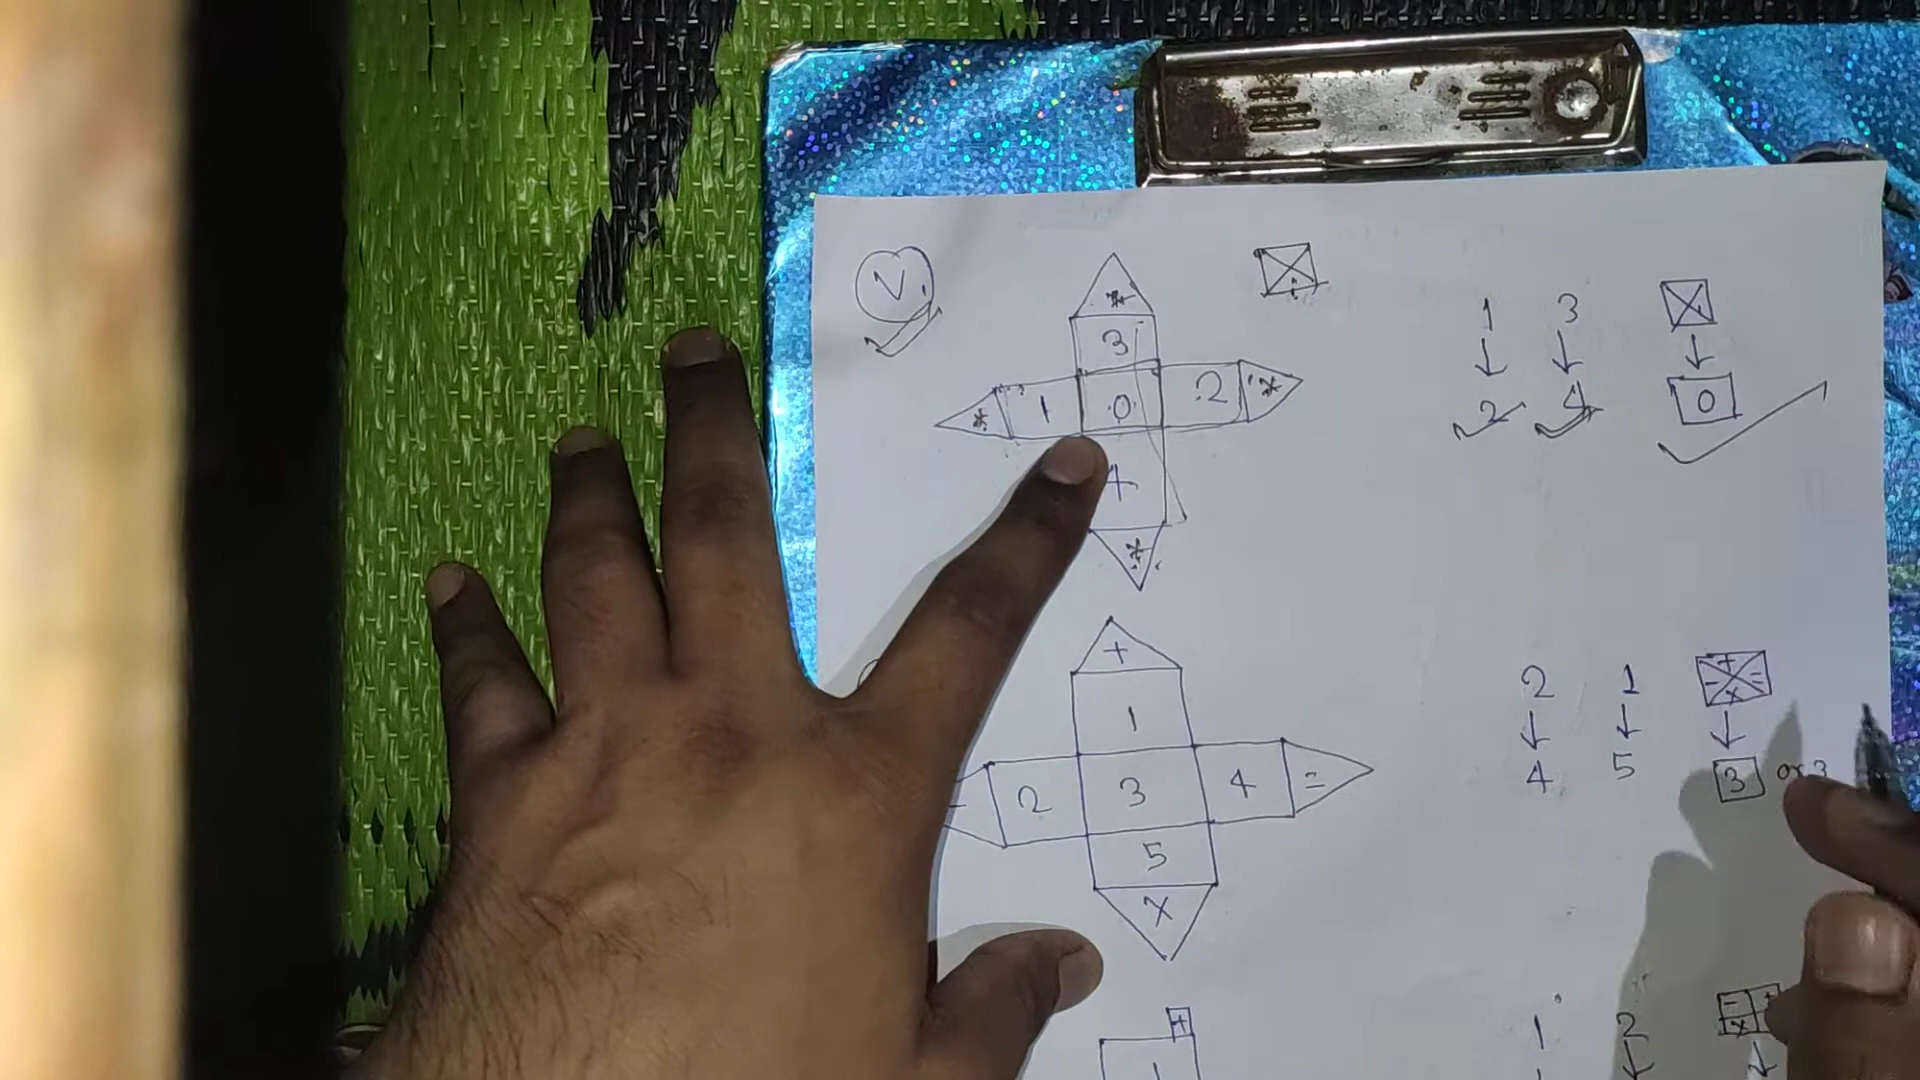 V.
*
3
1 3
* 1 0 2 *
2 4 0
*
+
1
2 1
+
- =
x
2 3 4 =
4 5 3 or 3
5
x
+
1 2
- +
x
1